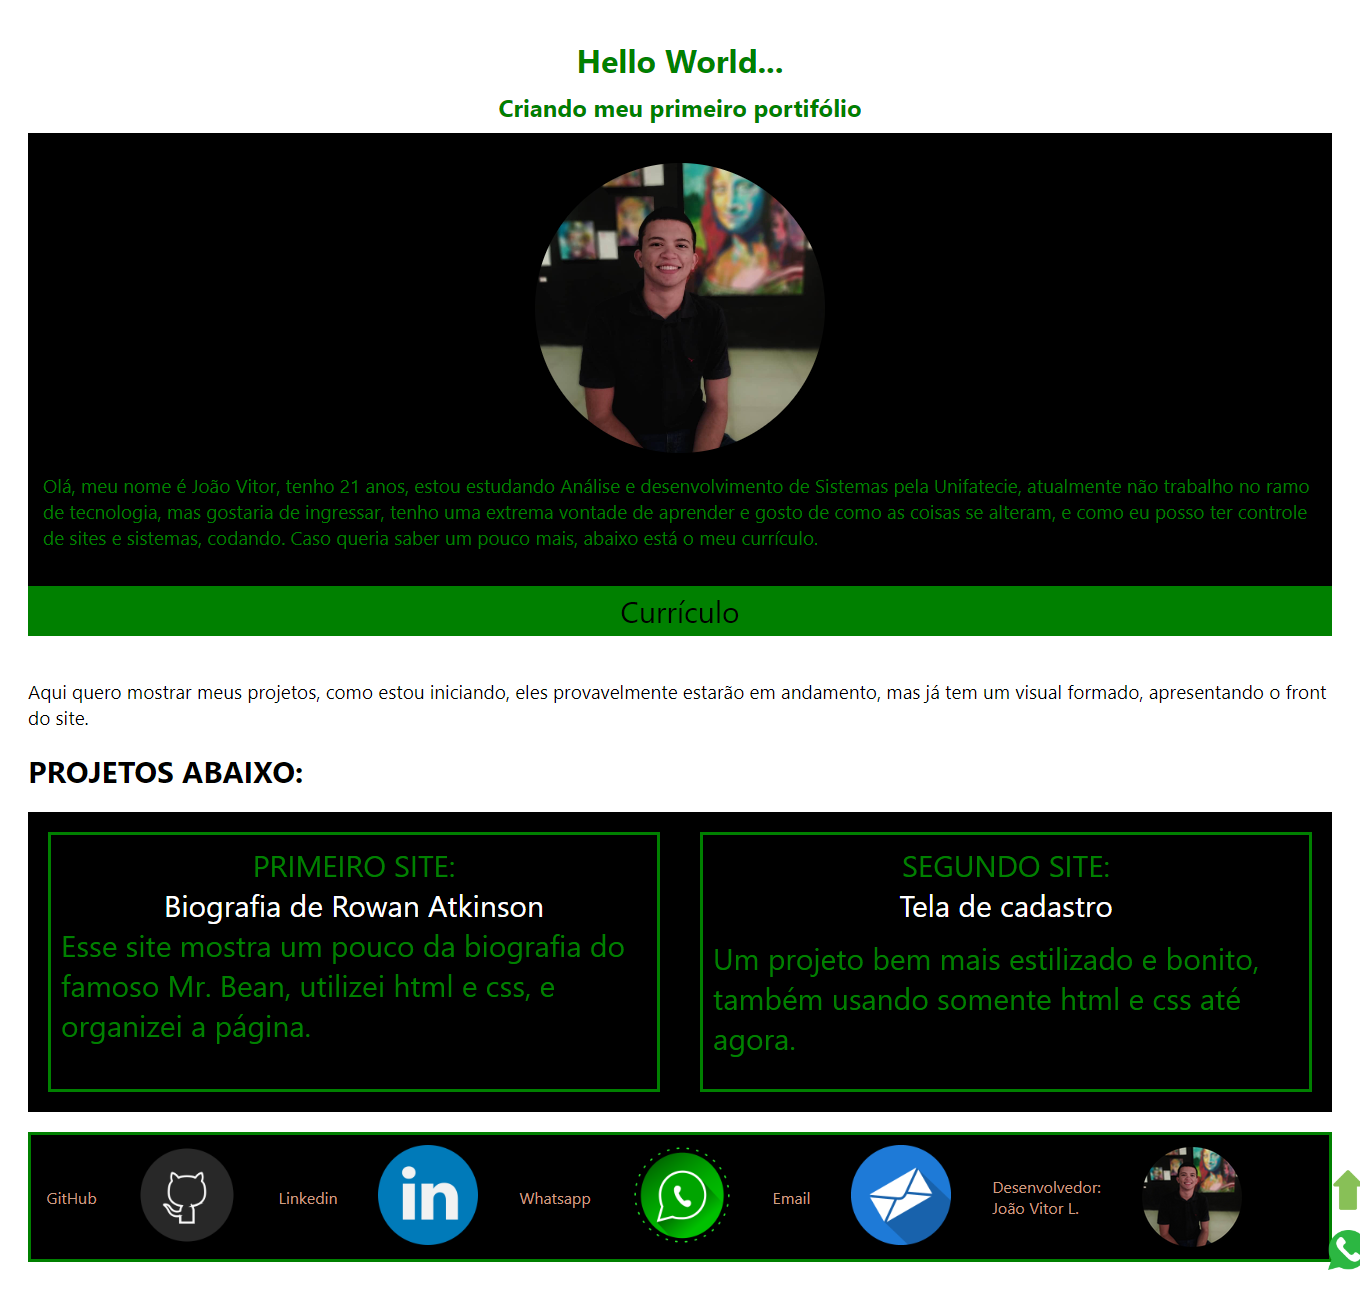 Hello World...
Criando meu primeiro portifólio
Olá, meu nome é João Vitor, tenho 21 anos, estou estudando Análise e desenvolvimento de Sistemas pela Unifatecie, atualmente não trabalho no ramo
de tecnologia, mas gostaria de ingressar, tenho uma extrema vontade de aprender e gosto de como as coisas se alteram, e como eu posso ter controle
de sites e sistemas, codando. Caso queria saber um pouco mais, abaixo está o meu currículo.
Currículo
Aqui quero mostrar meus projetos, como estou iniciando, eles provavelmente estarão em andamento, mas já tem um visual formado, apresentando o front
do site.
PROJETOS ABAIXO:
PRIMEIRO SITE:
Biografia de Rowan Atkinson
Esse site mostra um pouco da biografia do
famoso Mr. Bean, utilizei html e css, e
organizei a página.
SEGUNDO SITE:
Tela de cadastro
Um projeto bem mais estilizado e bonito,
também usando somente html e css até
agora.
GitHub
Linkedin
in
Whatsapp
Email
Desenvolvedor:
João Vitor L.